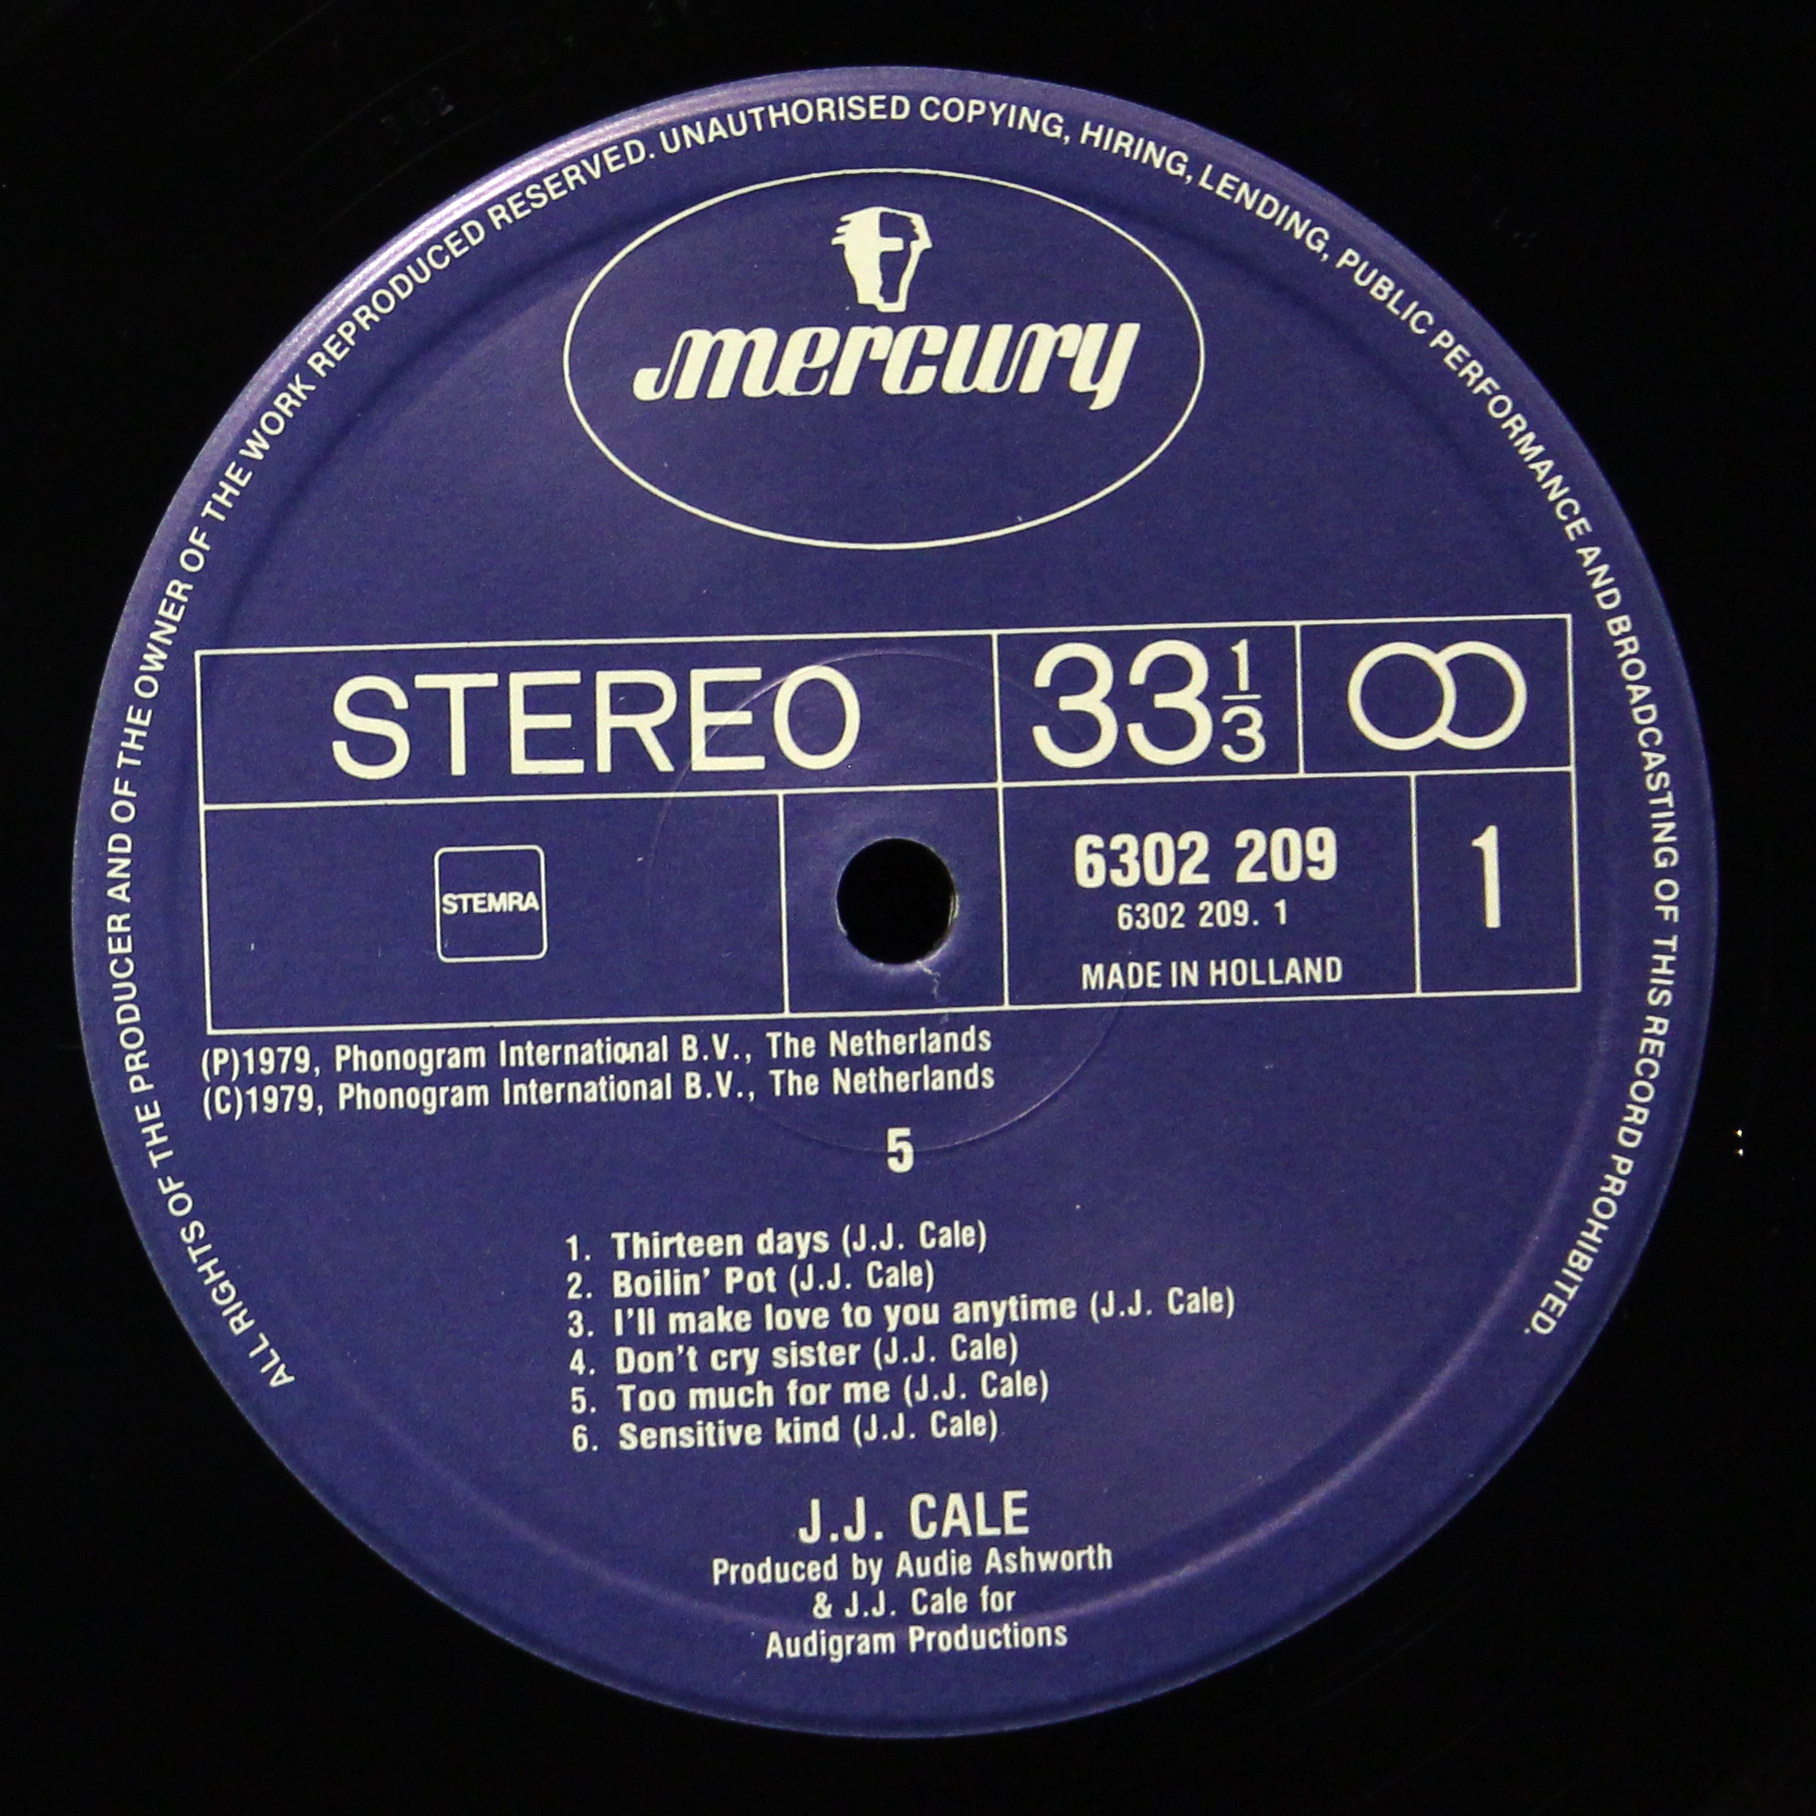 ALL RIGHTS OF THE PRODUCER AND OF THE OWNER OF THE WORK REPRODUCED RESERVED. UNAUTHORISED COPYING, HIRING, LENDING, PUBLIC PERFORMANCE AND BROADCASTING OF THIS RECORD PROHIBITED.
mercury
STEREO 33 1/3
STEMRA
6302 209 1
6302 209. 1
MADE IN HOLLAND
(P)1979, Phonogram International B.V., The Netherlands
(C)1979, Phonogram International B.V., The Netherlands
5
1. Thirteen days (J.J. Cale)
2. Boilin' Pot (J.J. Cale)
3. I'll make love to you anytime (J.J. Cale)
4. Don't cry sister (J.J. Cale)
5. Too much for me (J.J. Cale)
6. Sensitive kind (J.J. Cale)
J.J. CALE
Produced by Audie Ashworth
& J.J. Cale for
Audigram Productions